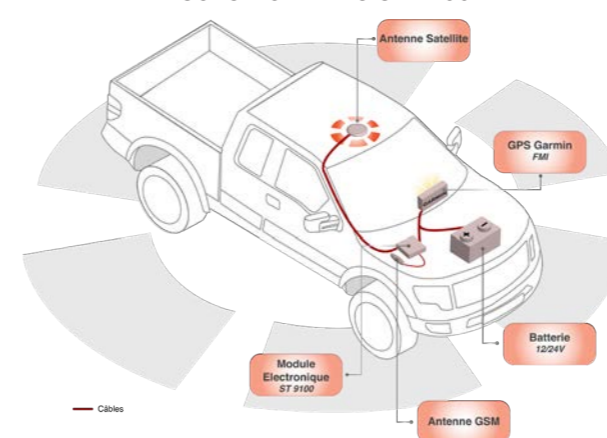 Antenne Satellite
GPS Garmin
FMI
Batterie
12/24V
Module
Electronique
ST 9100
Antenne GSM
Câbles